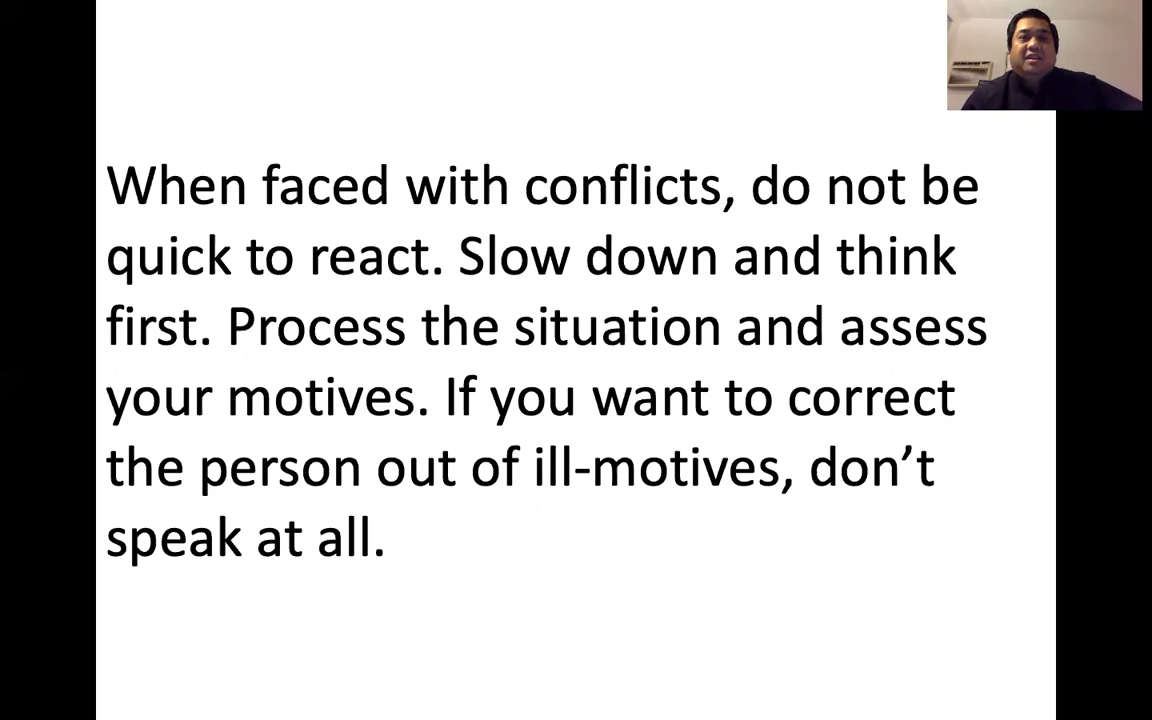 When faced with conflicts, do not be
quick to react. Slow down and think
first. Process the situation and assess
your motives. If you want to correct
the person out of ill-motives, don’t
speak at all.